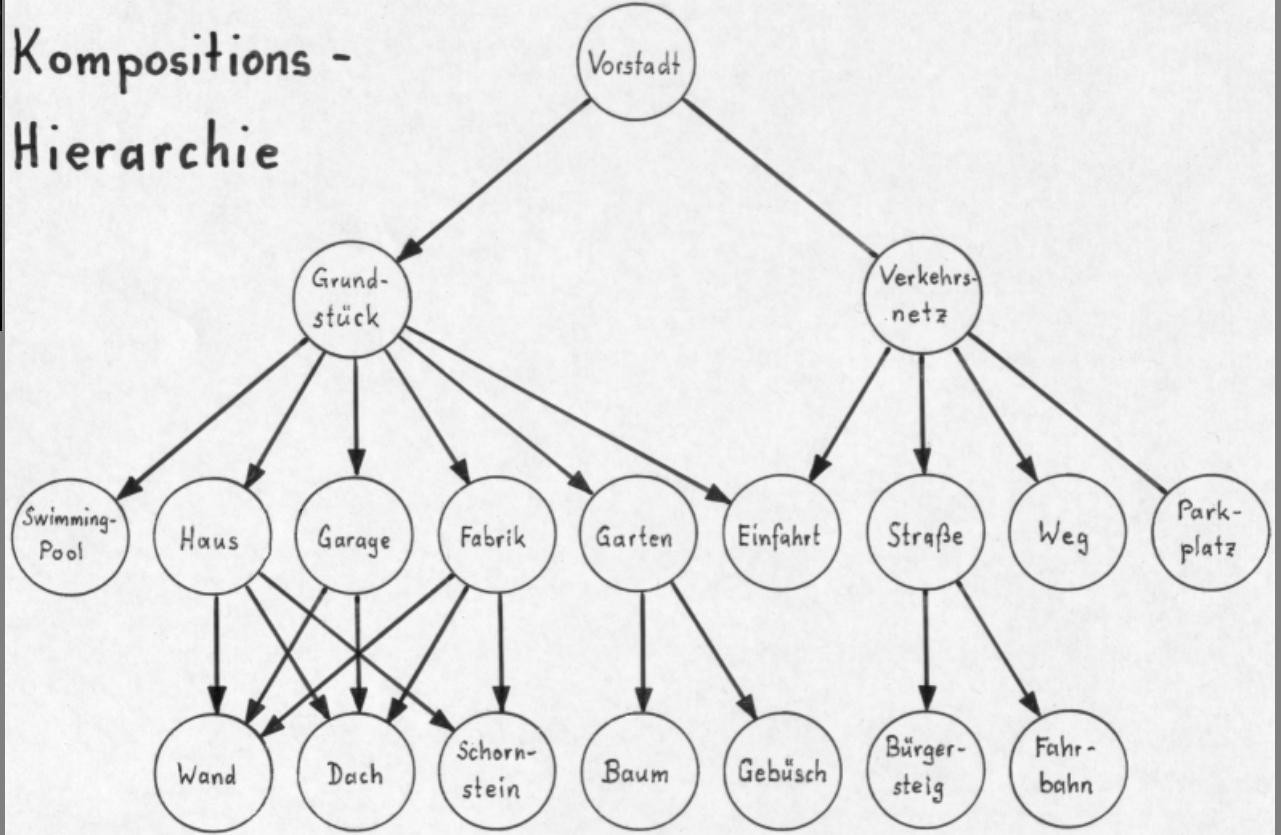 Kompositions-
Hierarchie
Vorstadt
Grund-
stück
Verkehrs-
netz
Swimming-
Pool
Haus
Garage
Fabrik
Garten
Einfahrt
Straße
Weg
Park-
platz
Wand
Dach
Schorn-
stein
Baum
Gebüsch
Bürger-
steig
Fahr-
bahn